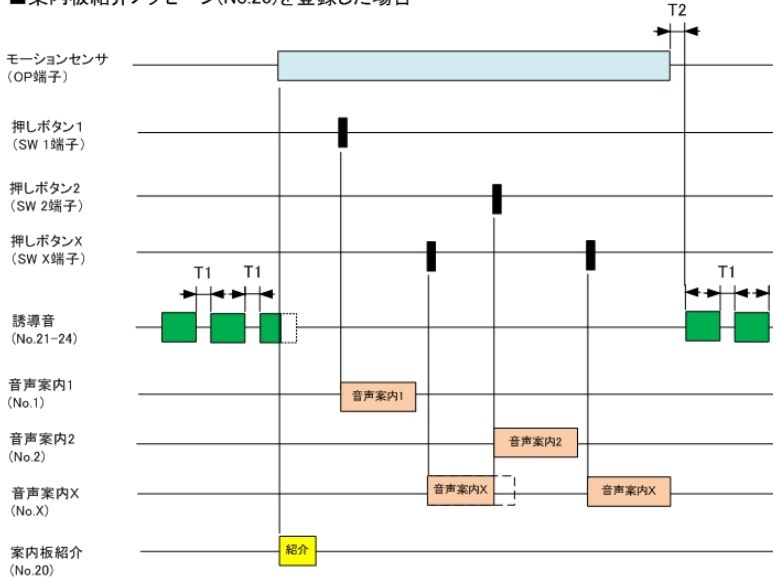 ■案内板紹介メッセージ(No.20)を登録した場合
T2
モーションセンサ
(OP端子)
押しボタン1
(SW 1端子)
押しボタン2
(SW 2端子)
押しボタンX
(SW X端子)
T1 T1 T1
誘導音
(No.21-24)
音声案内1
(No.1)
音声案内1
音声案内2
(No.2)
音声案内2
音声案内X
(No.X)
音声案内X 音声案内X
案内板紹介
(No.20)
紹介